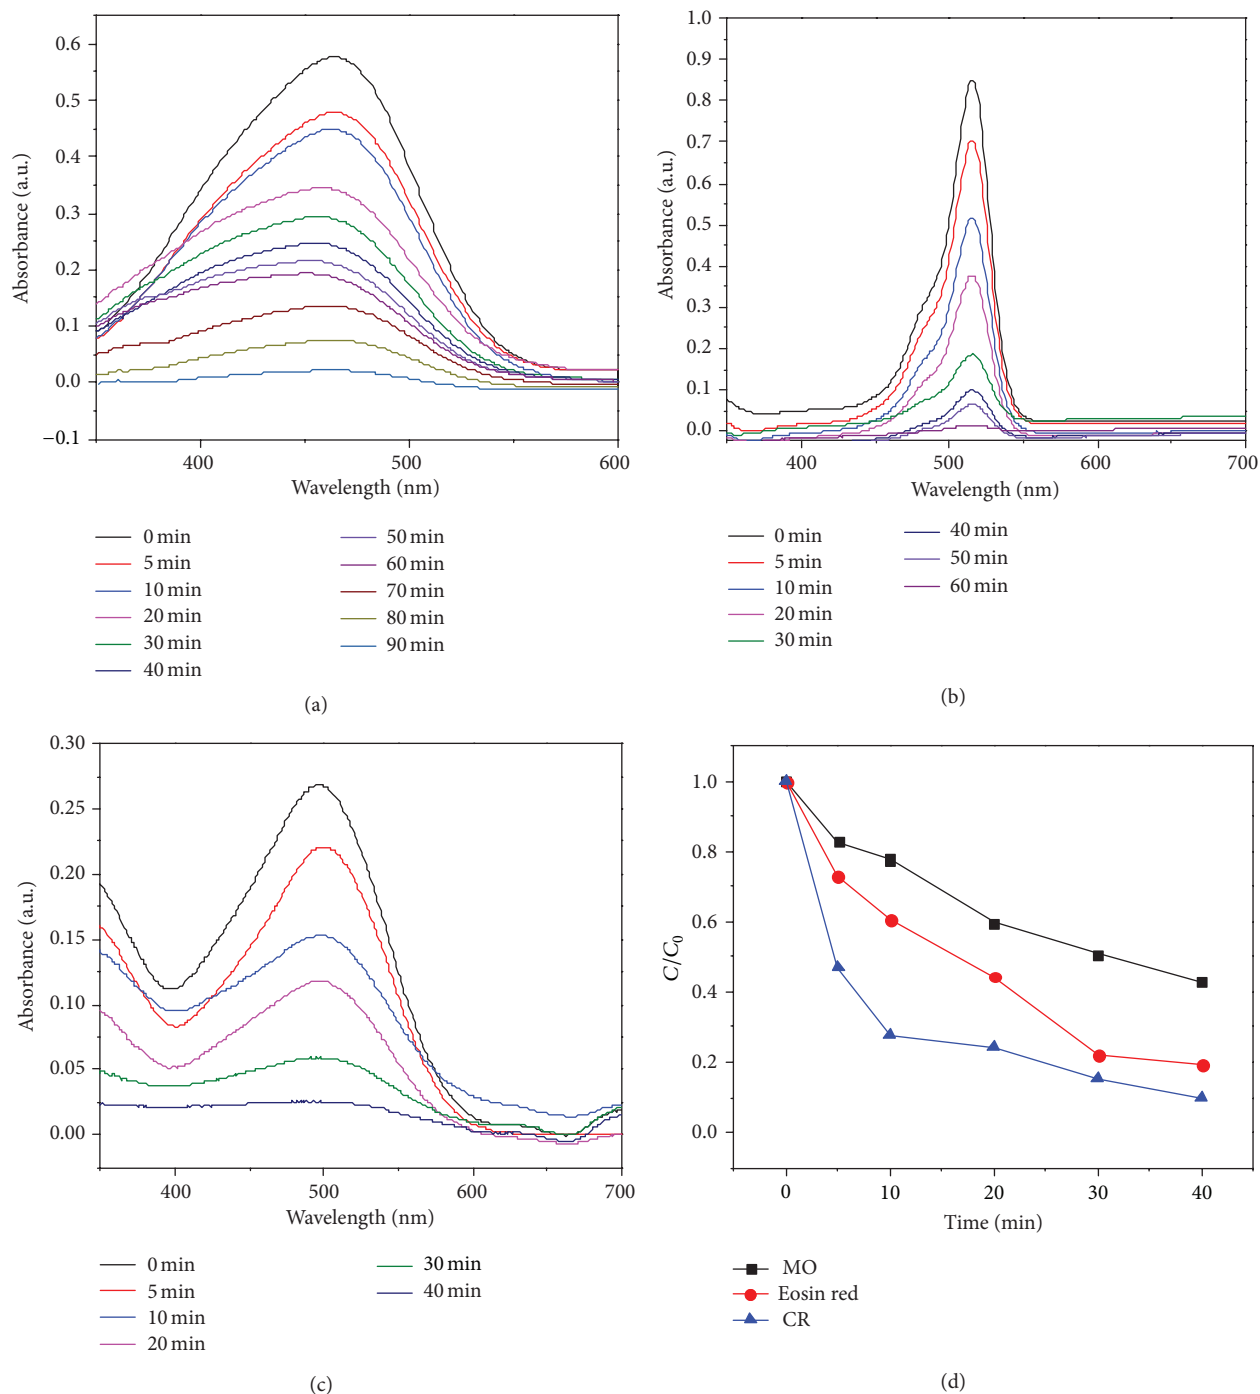 0.6
0.5
0.4
0.3
0.2
0.1
0.0
−0.1
Absorbance (a.u.)
400
500
600
Wavelength (nm)
0 min
5 min
10 min
20 min
30 min
40 min
50 min
60 min
70 min
80 min
90 min
(a)
1.0
0.9
0.8
0.7
0.6
0.5
0.4
0.3
0.2
0.1
0.0
Absorbance (a.u.)
400
500
600
700
Wavelength (nm)
0 min
5 min
10 min
20 min
30 min
40 min
50 min
60 min
(b)
0.30
0.25
0.20
0.15
0.10
0.05
0.00
Absorbance (a.u.)
400
500
600
700
Wavelength (nm)
0 min
5 min
10 min
20 min
30 min
40 min
(c)
1.0
0.8
0.6
0.4
0.2
0.0
C/C0
0
10
20
30
40
Time (min)
MO
Eosin red
CR
(d)